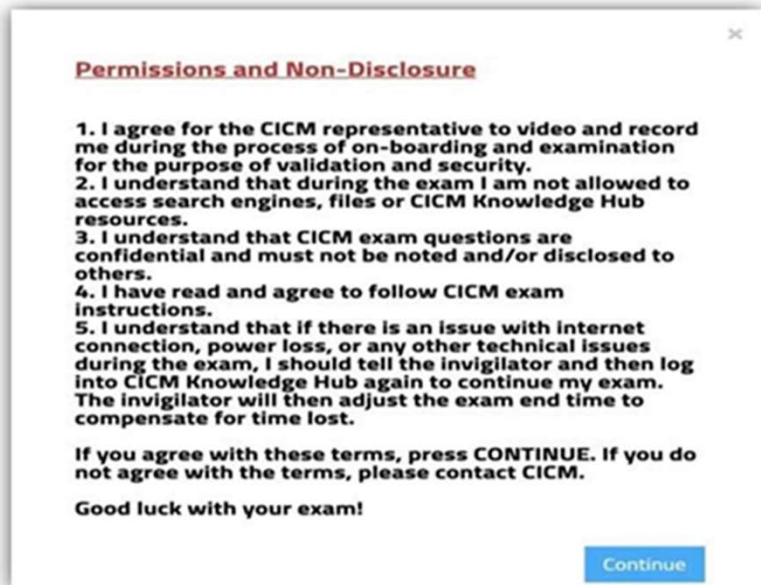 ×
Permissions and Non-Disclosure
1. I agree for the CICM representative to video and record
me during the process of on-boarding and examination
for the purpose of validation and security.
2. I understand that during the exam I am not allowed to
access search engines, files or CICM Knowledge Hub
resources.
3. I understand that CICM exam questions are
confidential and must not be noted and/or disclosed to
others.
4. I have read and agree to follow CICM exam
instructions.
5. I understand that if there is an issue with internet
connection, power loss, or any other technical issues
during the exam, I should tell the invigilator and then log
into CICM Knowledge Hub again to continue my exam.
The invigilator will then adjust the exam end time to
compensate for time lost.
If you agree with these terms, press CONTINUE. If you do
not agree with the terms, please contact CICM.
Good luck with your exam!
Continue